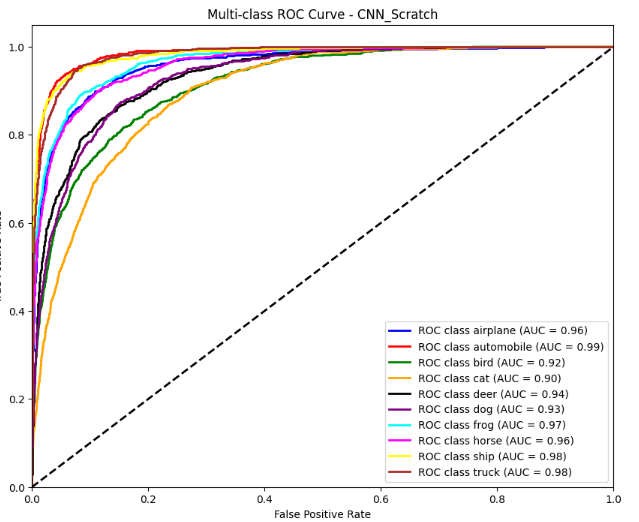 Multi-class ROC Curve - CNN_Scratch
1.0
0.8
0.6
0.4
0.2
0.0
ROC class airplane (AUC = 0.96)
ROC class automobile (AUC = 0.99)
ROC class bird (AUC = 0.92)
ROC class cat (AUC = 0.90)
ROC class deer (AUC = 0.94)
ROC class dog (AUC = 0.93)
ROC class frog (AUC = 0.97)
ROC class horse (AUC = 0.96)
ROC class ship (AUC = 0.98)
ROC class truck (AUC = 0.98)
0.0 0.2 0.4 0.6 0.8 1.0
False Positive Rate